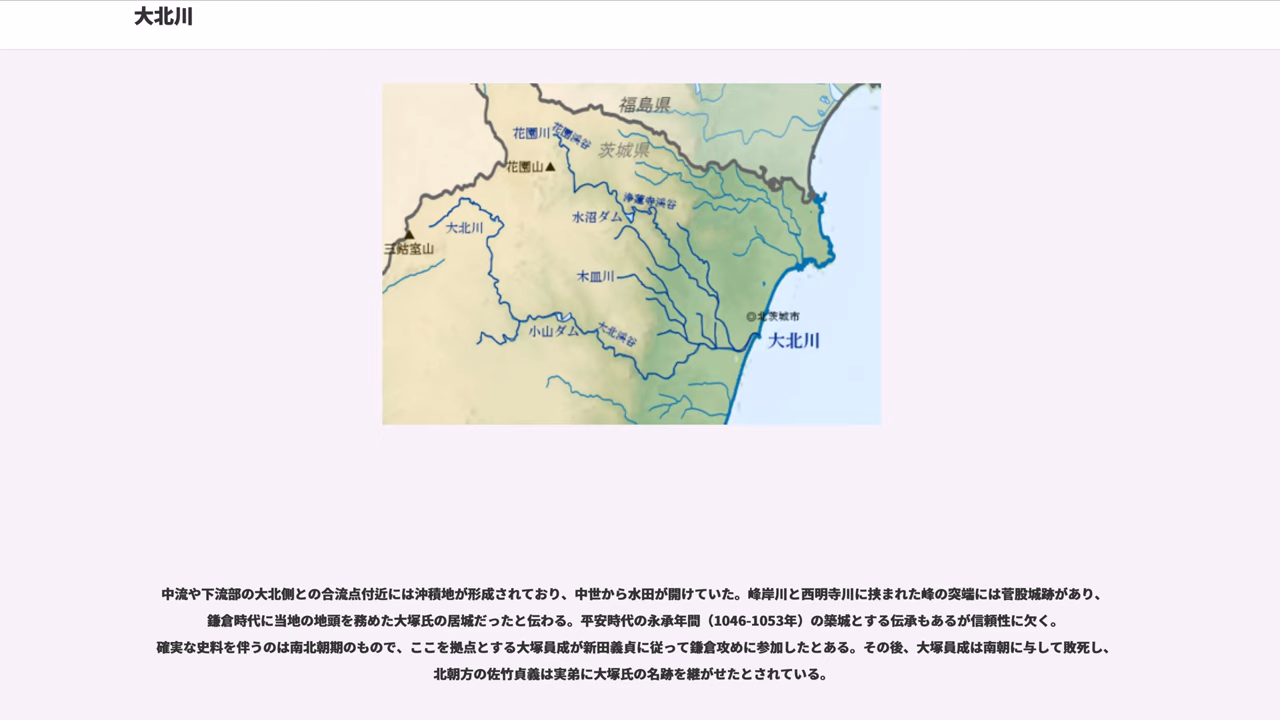 大北川
福島県
花園川
花園渓谷
茨城県
花園山
浄蓮寺渓谷
水沼ダム
大北川
三鈷室山
木皿川
◎北茨城市
小山ダム
大北渓谷
大北川
中流や下流部の大北側との合流点付近には沖積地が形成されており、中世から水田が開けていた。峰岸川と西明寺川に挟まれた峰の突端には菅股城跡があり、
鎌倉時代に当地の地頭を務めた大塚氏の居城だったと伝わる。平安時代の永承年間（1046-1053年）の築城とする伝承もあるが信頼性に欠く。
確実な史料を伴うのは南北朝期のもので、ここを拠点とする大塚員成が新田義貞に従って鎌倉攻めに参加したとある。その後、大塚員成は南朝に与して敗死し、
北朝方の佐竹貞義は実弟に大塚氏の名跡を継がせたとされている。